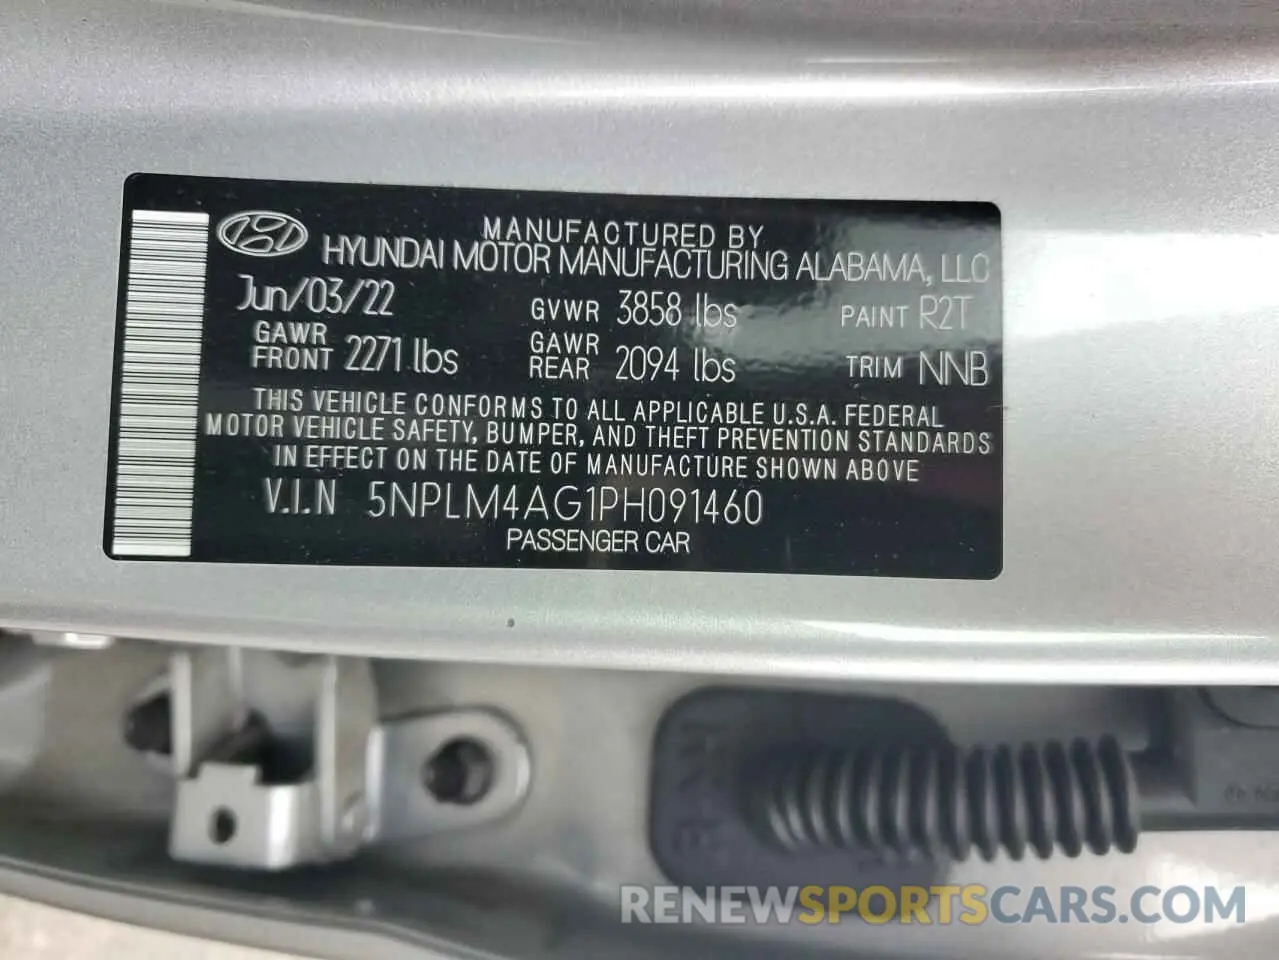 MANUFACTURED BY
HYUNDAI MOTOR MANUFACTURING ALABAMA, LLC
Jun/03/22 GVWR 3858 lbs PAINT R2T
GAWR FRONT 2271 lbs GAWR REAR 2094 lbs TRIM NNB
THIS VEHICLE CONFORMS TO ALL APPLICABLE U.S.A. FEDERAL
MOTOR VEHICLE SAFETY, BUMPER, AND THEFT PREVENTION STANDARDS
IN EFFECT ON THE DATE OF MANUFACTURE SHOWN ABOVE
V.I.N 5NPLM4AG1PH091460
PASSENGER CAR
RENEWSPORTSCARS.COM